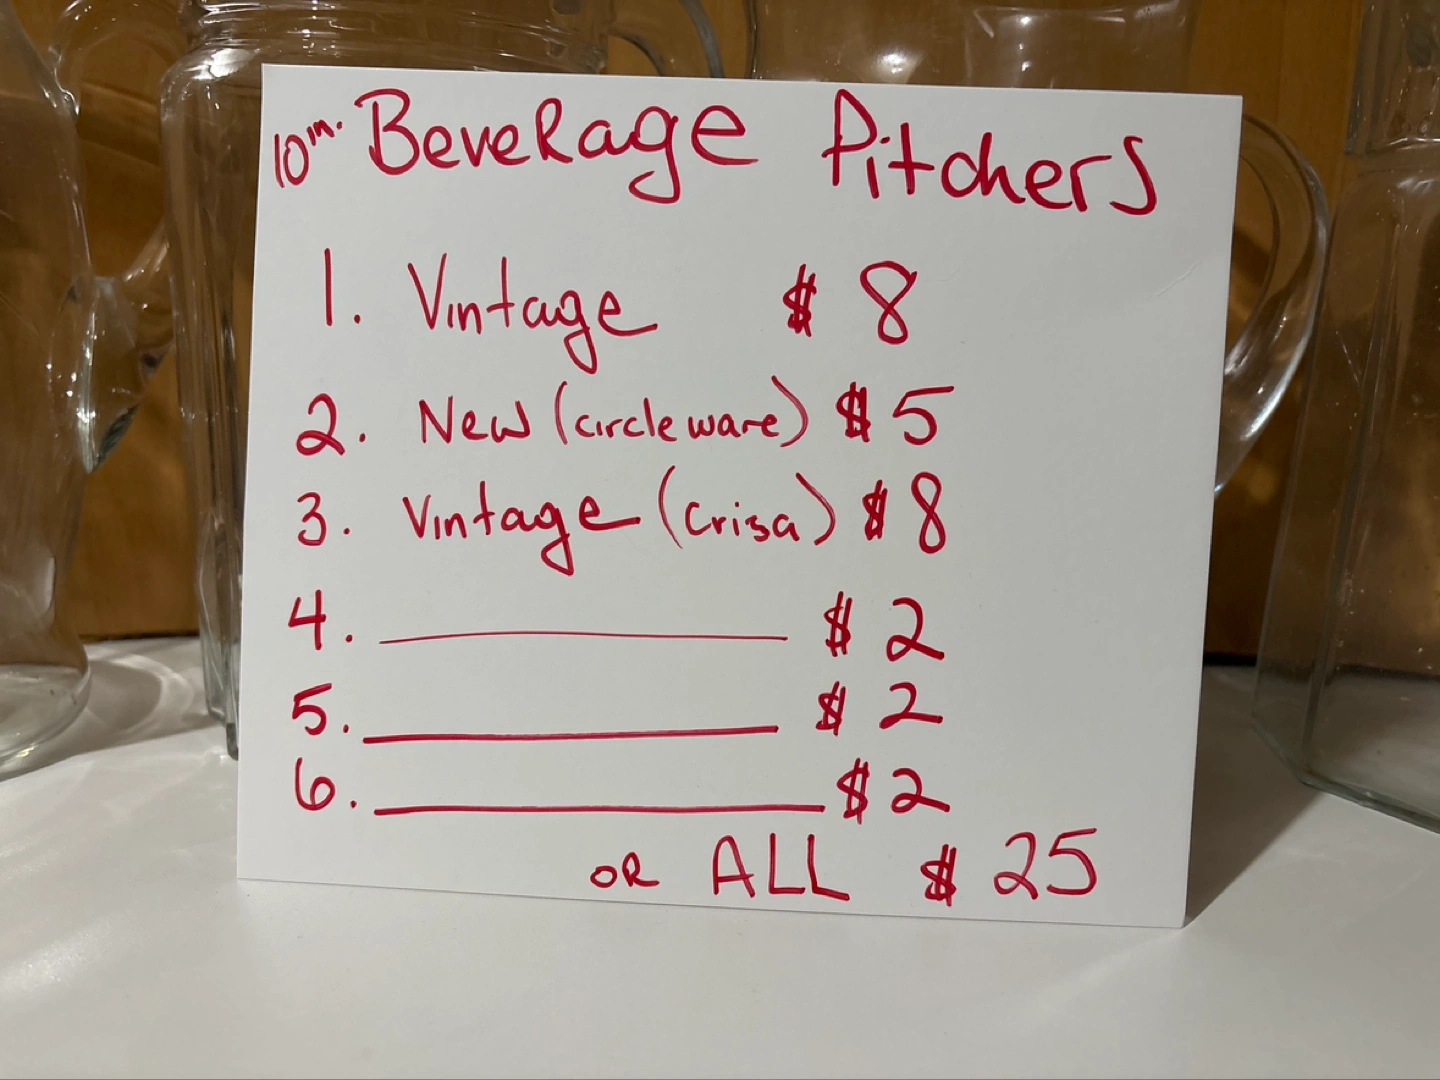 10in. Beverage Pitchers
1. Vintage $ 8
2. New (circleware) $ 5
3. Vintage (Crisa) $ 8
4. ____________ $ 2
5. ____________ $ 2
6. ____________ $ 2
OR ALL $ 25